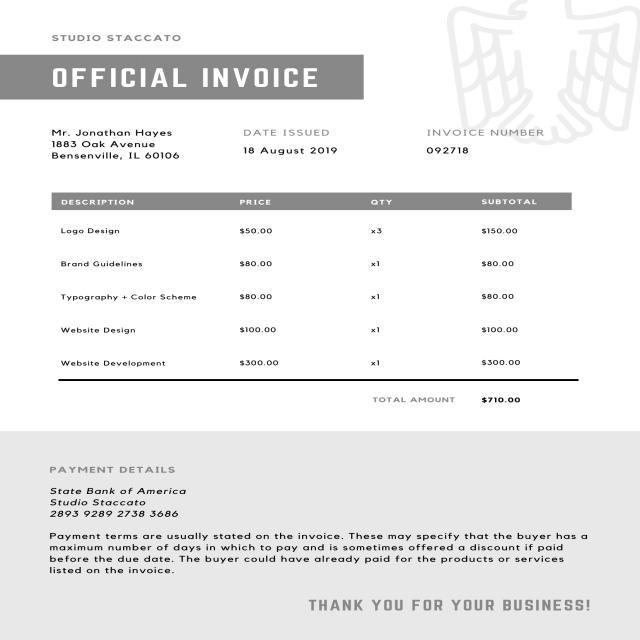 STUDIO STACCATO
OFFICIAL INVOICE
Mr. Jonathan Hayes
1883 Oak Avenue
Bensenville, IL 60106
DATE ISSUED
18 August 2019
INVOICE NUMBER
092718
DESCRIPTION PRICE QTY SUBTOTAL
Logo Design $50.00 x3 $150.00
Brand Guidelines $80.00 x1 $80.00
Typography + Color Scheme $80.00 x1 $80.00
Website Design $100.00 x1 $100.00
Website Development $300.00 x1 $300.00
TOTAL AMOUNT $710.00
PAYMENT DETAILS
State Bank of America
Studio Staccato
2893 9289 2738 3686
Payment terms are usually stated on the invoice. These may specify that the buyer has a
maximum number of days in which to pay and is sometimes offered a discount if paid
before the due date. The buyer could have already paid for the products or services
listed on the invoice.
THANK YOU FOR YOUR BUSINESS!